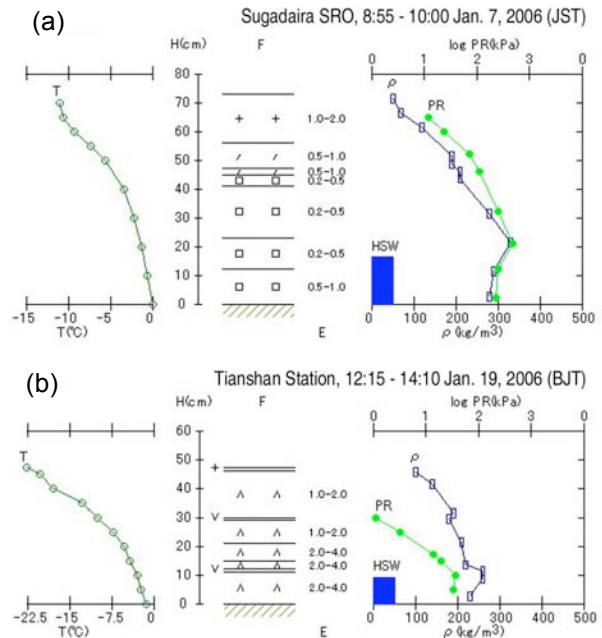 (a)
Sugadaira SRO, 8:55 - 10:00 Jan. 7, 2006 (JST)
H(cm) F log PR(kPa)
80 0 1 2 3 4
T ρ
70
PR
60 + + 1.0-2.0
50 0.5-1.0
0.5-1.0
40 0.2-0.5
30 0.2-0.5
20 HSW
0.2-0.5
10
0.5-1.0
0
-15 -10 -5 0 0 100 200 300 400 500
T(℃) E ρ (kg/m³)
(b)
Tianshan Station, 12:15 - 14:10 Jan. 19, 2006 (BJT)
H(cm) F log PR(kPa)
60 0 1 2 3 4
50
T + ρ
40 ∧ ∧ 1.0-2.0
30 ∨ PR
∧ ∧ 1.0-2.0
20 ∧ ∧ 2.0-4.0
∧ ∧ 2.0-4.0
10 ∨ HSW
∧ ∧ 2.0-4.0
0
-22.5 -15 -7.5 0 0 100 200 300 400 500
T(℃) E ρ (kg/m³)